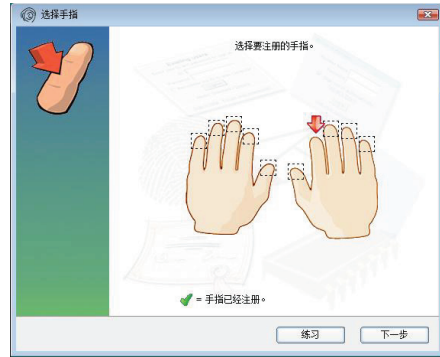 选择手指
选择要注册的手指。
= 手指已经注册。
练习
下一步